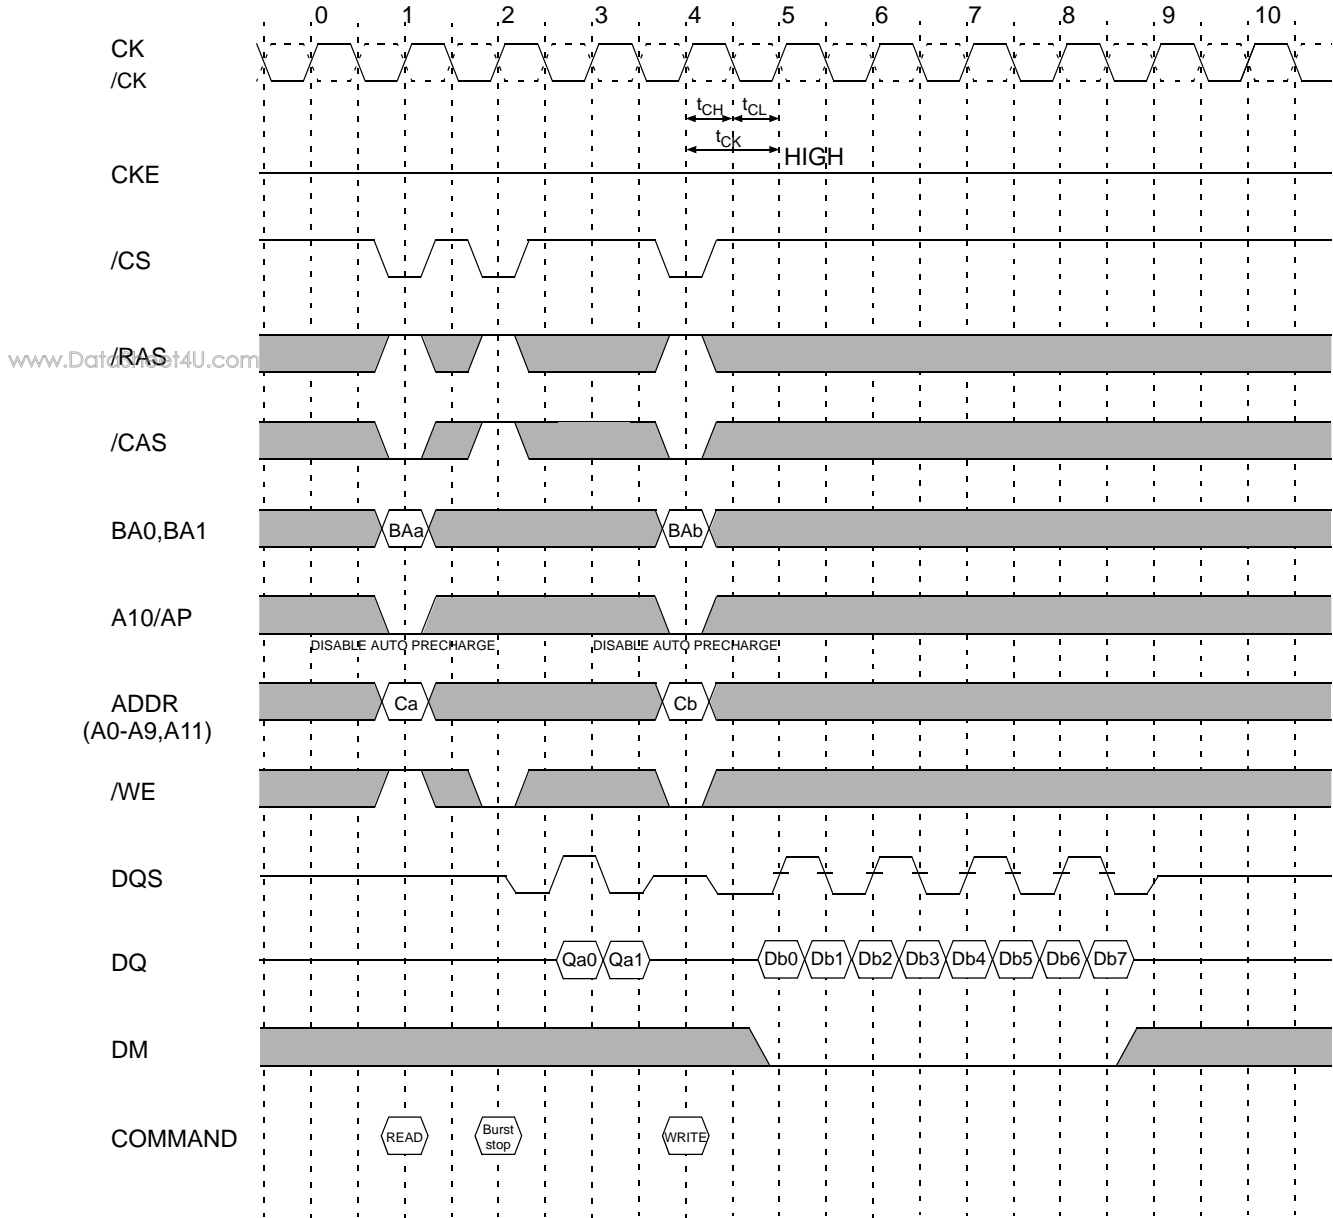 0 1 2 3 4 5 6 7 8 9 10
CK
/CK
tCH tCL
tCK
HIGH
CKE
/CS
/RAS
www.Datasheet4U.com
/CAS
BA0,BA1 BAa BAb
A10/AP
DISABLE AUTO PRECHARGE DISABLE AUTO PRECHARGE
ADDR Ca Cb
(A0-A9,A11)
/WE
DQS
DQ Qa0 Qa1 Db0 Db1 Db2 Db3 Db4 Db5 Db6 Db7
DM
COMMAND READ Burst stop WRITE